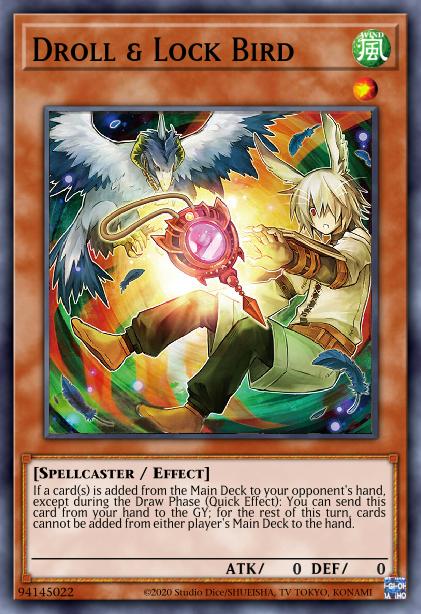 DROLL & LOCK BIRD
WIND
風
[SPELLCASTER / EFFECT]
If a card(s) is added from the Main Deck to your opponent's hand,
except during the Draw Phase (Quick Effect): You can send this
card from your hand to the GY; for the rest of this turn, cards
cannot be added from either player's Main Deck to the hand.
ATK/ 0 DEF/ 0
94145022 ©2020 Studio Dice/SHUEISHA, TV TOKYO, KONAMI